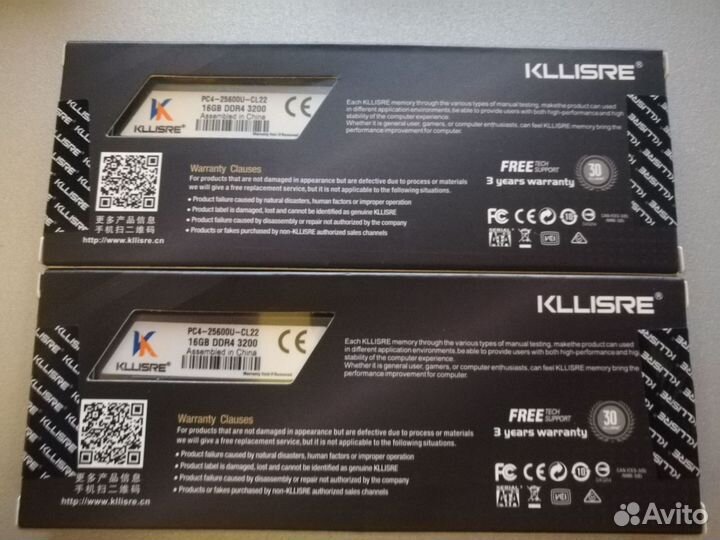 KLLISRE®
PC4-25600U-CL22
16GB DDR4 3200
Assembled in China
KLLISRE®
Warranty Void If Removed
Each KLLISRE memory through the various types of manual testing, makethe product can used
in different application environments, be able to provide users with both high-performance and high
stability of the computer experience.
Whether it is general user, gamers, or computer enthusiasts, can feel KLLISRE memory bring the
performance improvement for computer.
Warranty Clauses
For products that are not damaged in appearance but are defective due to process or materials
we will give a free replacement service, but it is not applicable to the following situations.
• Product failure caused by natural disasters, human factors or improper operation
• Product label is damaged, lost and cannot be identified as genuine KLLISRE
• Product failure caused by disassembly or repair not authorized by the company
• Products or fakes purchased by non-KLLISRE authorized sales channels
FREE TECH SUPPORT
3 years warranty
30
更多产品信息
手机扫二维码
http://www.kllisre.cn
FC CE
SERIAL ATA
KLLISRE®
PC4-25600U-CL22
16GB DDR4 3200
Assembled in China
KLLISRE®
Warranty Void If Removed
Each KLLISRE memory through the various types of manual testing, makethe product can used
in different application environments, be able to provide users with both high-performance and high
stability of the computer experience.
Whether it is general user, gamers, or computer enthusiasts, can feel KLLISRE memory bring the
performance improvement for computer.
Warranty Clauses
For products that are not damaged in appearance but are defective due to process or materials
we will give a free replacement service, but it is not applicable to the following situations.
• Product failure caused by natural disasters, human factors or improper operation
• Product label is damaged, lost and cannot be identified as genuine KLLISRE
• Product failure caused by disassembly or repair not authorized by the company
• Products or fakes purchased by non-KLLISRE authorized sales channels
FREE TECH SUPPORT
3 years warranty
30
更多产品信息
手机扫二维码
http://www.kllisre.cn
FC CE
SERIAL ATA
Avito